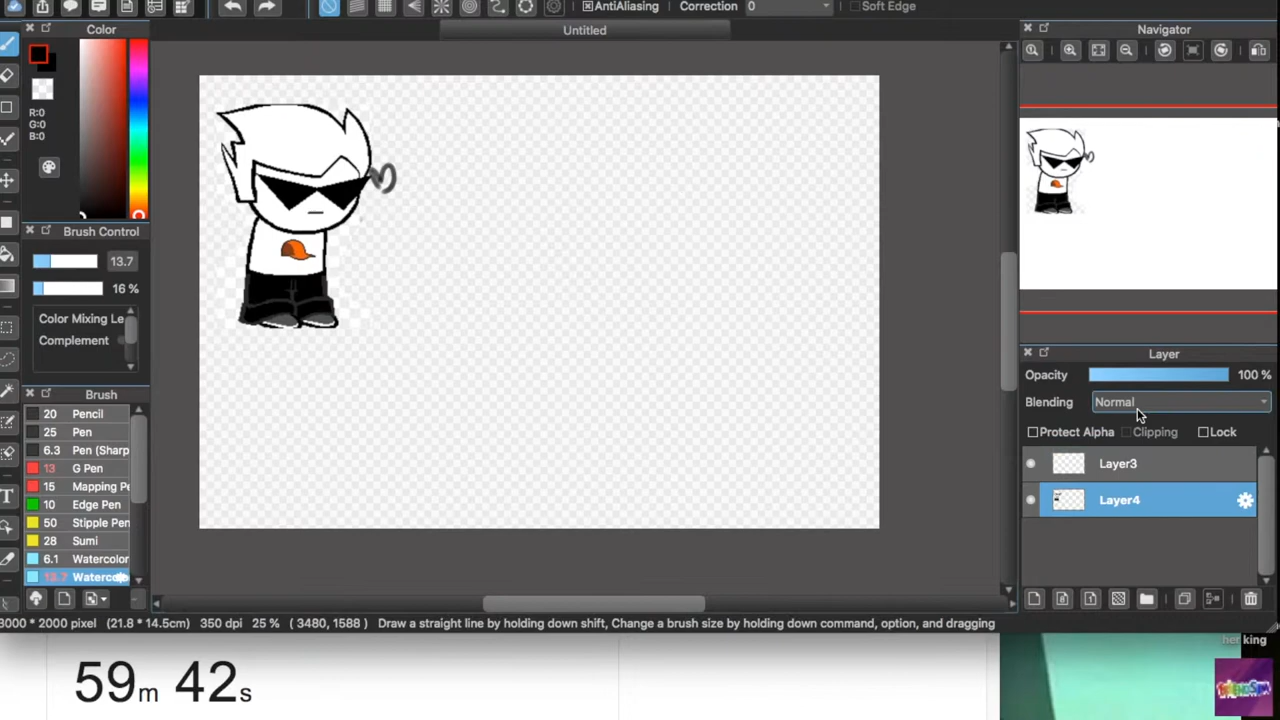 AntiAliasing Correction 0 Soft Edge
Color
Untitled
Navigator
R:0
G:0
B:0
Brush Control
13.7
16 %
Color Mixing Le
Complement
Brush
20 Pencil
25 Pen
6.3 Pen (Sharp
13 G Pen
15 Mapping Pe
10 Edge Pen
50 Stipple Pen
28 Sumi
6.1 Watercolor
13.7 Waterco
Layer
Opacity 100 %
Blending Normal
Protect Alpha Clipping Lock
Layer3
Layer4
3000 * 2000 pixel (21.8 * 14.5cm) 350 dpi 25 % ( 3480, 1588 ) Draw a straight line by holding down shift, Change a brush size by holding down command, option, and dragging
59m 42s
her king